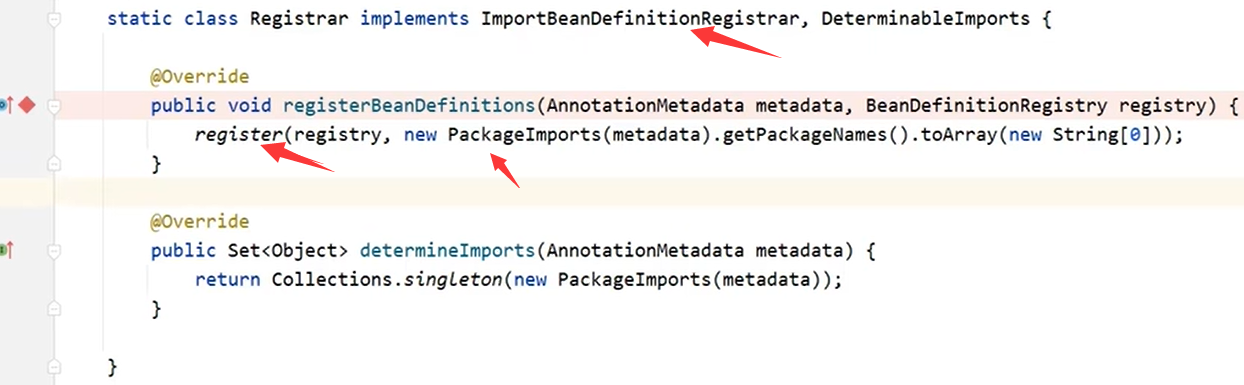 static class Registrar implements ImportBeanDefinitionRegistrar, DeterminableImports {
@Override
public void registerBeanDefinitions(AnnotationMetadata metadata, BeanDefinitionRegistry registry) {
register(registry, new PackageImports(metadata).getPackageNames().toArray(new String[0]));
}
@Override
public Set<Object> determineImports(AnnotationMetadata metadata) {
return Collections.singleton(new PackageImports(metadata));
}
}